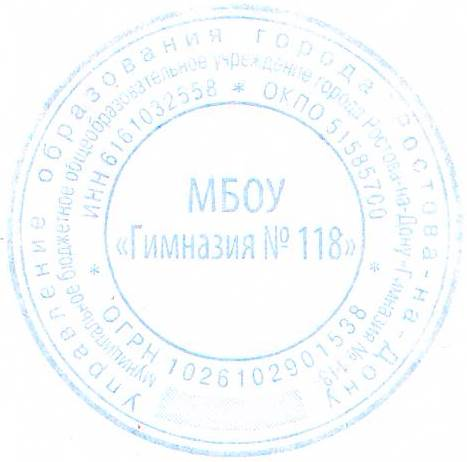 Управление образования города Ростова-на-Дону
муниципальное бюджетное общеобразовательное учреждение города Ростова-на-Дону «Гимназия № 118»
* ИНН 6161032558 * ОКПО 51585700 * ОГРН 1026102901538
МБОУ
«Гимназия № 118»